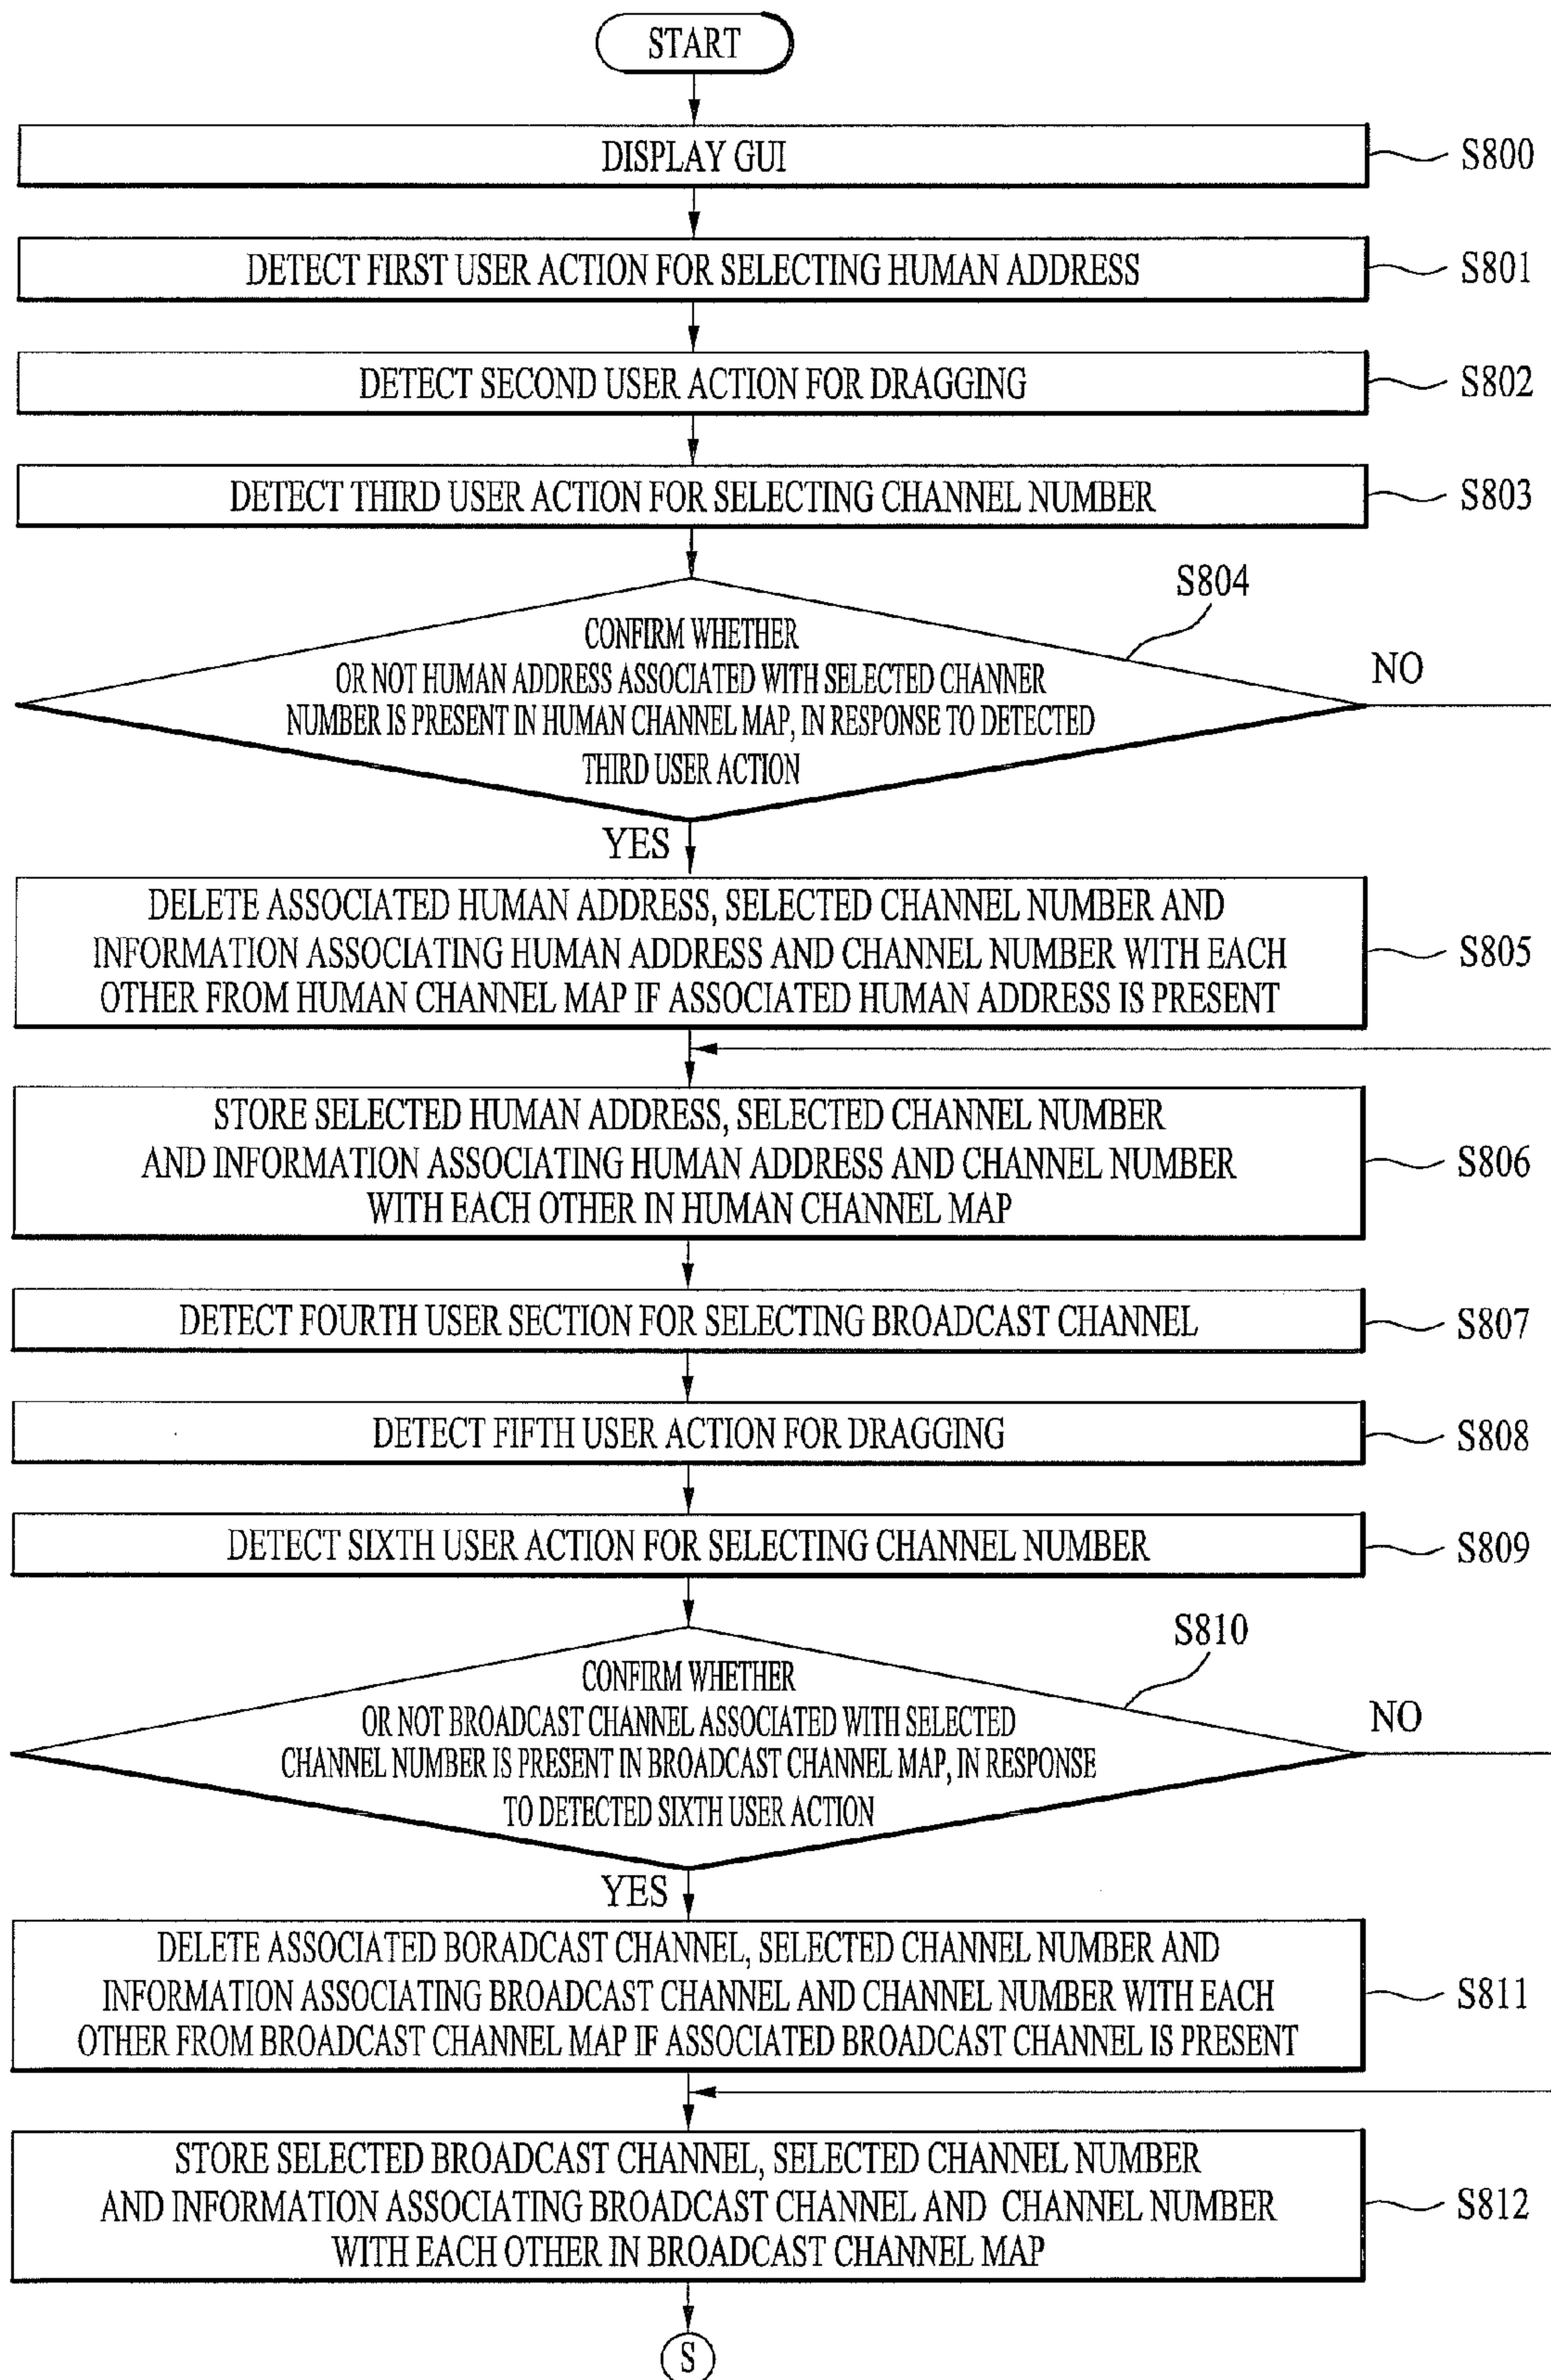 START
DISPLAY GUI
S800
DETECT FIRST USER ACTION FOR SELECTING HUMAN ADDRESS
S801
DETECT SECOND USER ACTION FOR DRAGGING
S802
DETECT THIRD USER ACTION FOR SELECTING CHANNEL NUMBER
S803
S804
CONFIRM WHETHER
OR NOT HUMAN ADDRESS ASSOCIATED WITH SELECTED CHANNER
NUMBER IS PRESENT IN HUMAN CHANNEL MAP, IN RESPONSE TO DETECTED
THIRD USER ACTION
NO
YES
DELETE ASSOCIATED HUMAN ADDRESS, SELECTED CHANNEL NUMBER AND
INFORMATION ASSOCIATING HUMAN ADDRESS AND CHANNEL NUMBER WITH EACH
OTHER FROM HUMAN CHANNEL MAP IF ASSOCIATED HUMAN ADDRESS IS PRESENT
S805
STORE SELECTED HUMAN ADDRESS, SELECTED CHANNEL NUMBER
AND INFORMATION ASSOCIATING HUMAN ADDRESS AND CHANNEL NUMBER
WITH EACH OTHER IN HUMAN CHANNEL MAP
S806
DETECT FOURTH USER SECTION FOR SELECTING BROADCAST CHANNEL
S807
DETECT FIFTH USER ACTION FOR DRAGGING
S808
DETECT SIXTH USER ACTION FOR SELECTING CHANNEL NUMBER
S809
S810
CONFIRM WHETHER
OR NOT BROADCAST CHANNEL ASSOCIATED WITH SELECTED
CHANNEL NUMBER IS PRESENT IN BROADCAST CHANNEL MAP, IN RESPONSE
TO DETECTED SIXTH USER ACTION
NO
YES
DELETE ASSOCIATED BORADCAST CHANNEL, SELECTED CHANNEL NUMBER AND
INFORMATION ASSOCIATING BROADCAST CHANNEL AND CHANNEL NUMBER WITH EACH
OTHER FROM BROADCAST CHANNEL MAP IF ASSOCIATED BROADCAST CHANNEL IS PRESENT
S811
STORE SELECTED BROADCAST CHANNEL, SELECTED CHANNEL NUMBER
AND INFORMATION ASSOCIATING BROADCAST CHANNEL AND CHANNEL NUMBER
WITH EACH OTHER IN BROADCAST CHANNEL MAP
S812
S